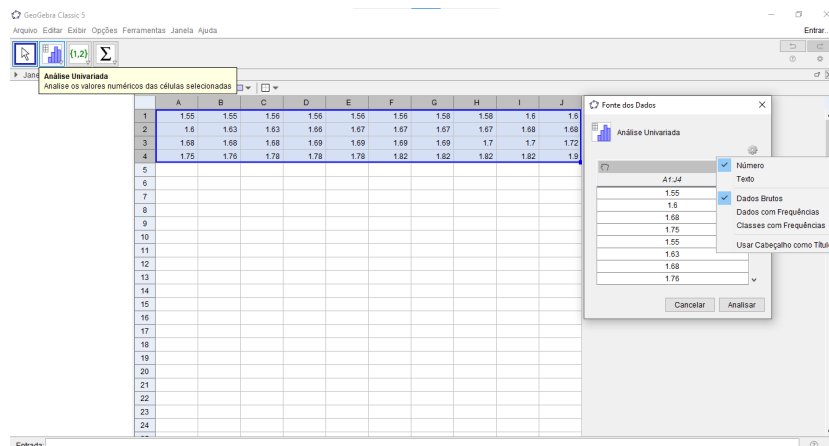 GeoGebra Classic 5
Arquivo Editar Exibir Opções Ferramentas Janela Ajuda
Entrar...
{1,2} Σ
Jane
Análise Univariada
Analise os valores numéricos das células selecionadas
A B C D E F G H I J
1 1.55 1.55 1.56 1.56 1.56 1.56 1.58 1.58 1.6 1.6
2 1.6 1.63 1.63 1.66 1.67 1.67 1.67 1.67 1.68 1.68
3 1.68 1.68 1.68 1.69 1.69 1.69 1.69 1.7 1.7 1.72
4 1.75 1.76 1.78 1.78 1.78 1.82 1.82 1.82 1.82 1.9
5
6
7
8
9
10
11
12
13
14
15
16
17
18
19
20
21
22
23
24
Fonte dos Dados
Análise Univariada
A1:J4
1.55
1.6
1.68
1.75
1.55
1.63
1.68
1.76
Cancelar Analisar
Número
Texto
Dados Brutos
Dados com Frequências
Classes com Frequências
Usar Cabeçalho como Títul
Entrada: